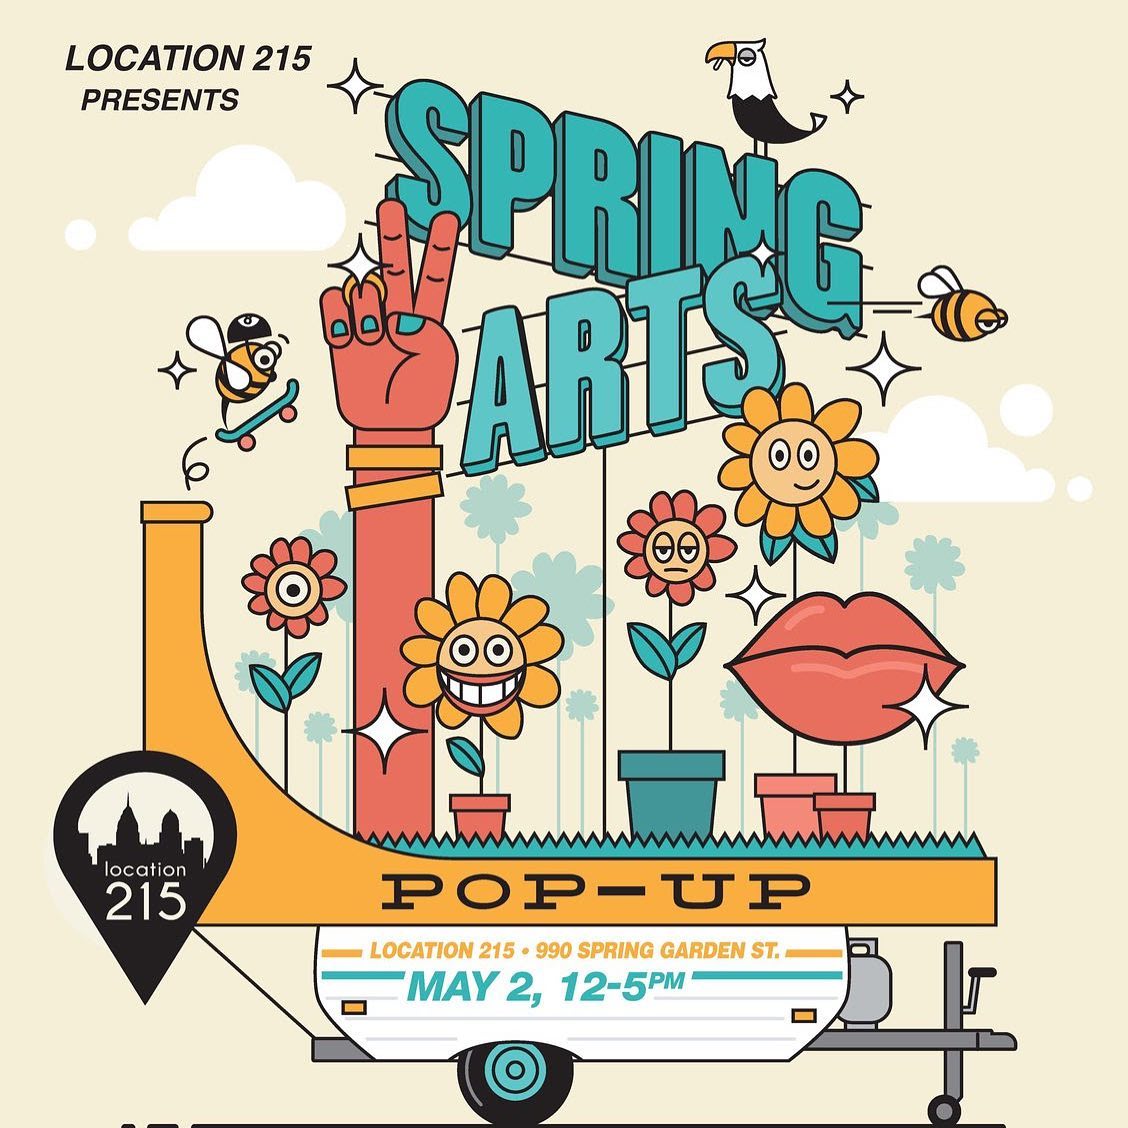 LOCATION 215
PRESENTS
SPRING
ARTS
8
location
215
POP-UP
LOCATION 215 • 990 SPRING GARDEN ST.
MAY 2, 12-5PM